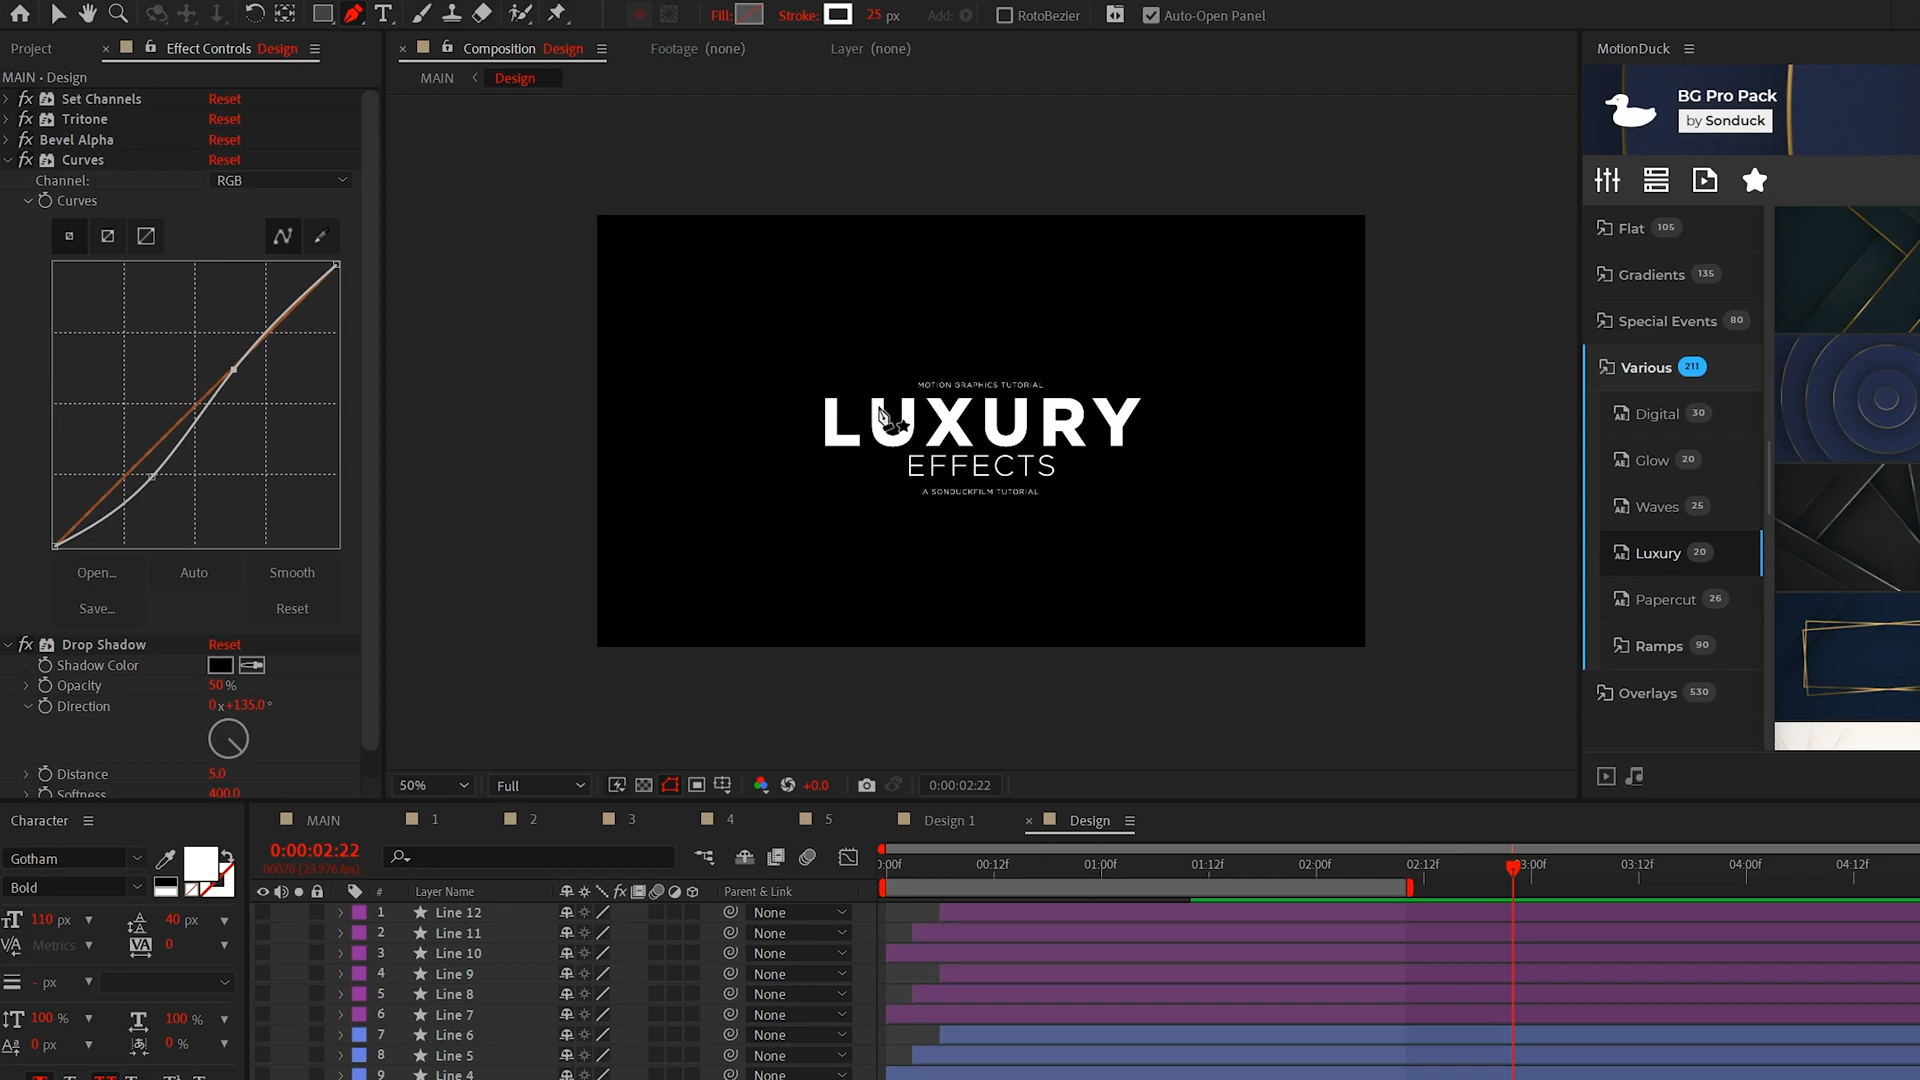 Fill:
Stroke:
25 px
Add:
RotoBezier
Auto-Open Panel
Project
× Effect Controls Design
× Composition Design
Footage (none)
Layer (none)
MotionDuck
MAIN • Design
MAIN < Design
BG Pro Pack
by Sonduck
fx Set Channels Reset
fx Tritone Reset
fx Bevel Alpha Reset
fx Curves Reset
Channel: RGB
Curves
Open... Auto Smooth
Save... Reset
fx Drop Shadow Reset
Shadow Color
Opacity 50 %
Direction 0 x +135.0 °
Distance 5.0
Softness 400.0
MOTION GRAPHICS TUTORIAL
LUXURY
EFFECTS
A SONDUCKFILM TUTORIAL
Flat 105
Gradients 135
Special Events 80
Various 211
Digital 30
Glow 20
Waves 25
Luxury 20
Papercut 26
Ramps 90
Overlays 530
50% Full +0.0 0:00:02:22
Character
MAIN 1 2 3 4 5 Design 1 × Design
Gotham
Bold
110 px 40 px
Metrics 0
- px
100 % 100 %
0 px 0 %
0:00:02:22
00070 (23.976 fps)
0:00f 00:12f 01:00f 01:12f 02:00f 02:12f 03:00f 03:12f 04:00f 04:12f
# Layer Name Parent & Link
1 Line 12 None
2 Line 11 None
3 Line 10 None
4 Line 9 None
5 Line 8 None
6 Line 7 None
7 Line 6 None
8 Line 5 None
9 Line 4 None